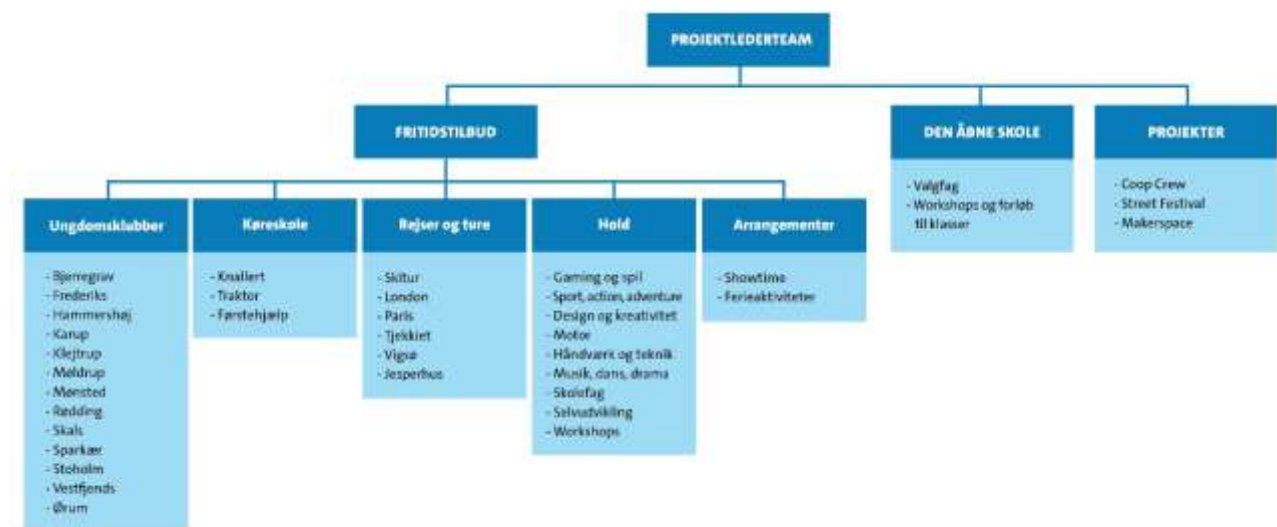 PROJEKTLEDERTEAM
FRITIDSTILBUD
DEN ÅBNE SKOLE
- Valgfag
- Workshops og forløb
til klasser
PROJEKTER
- Coop Crew
- Street Festival
- Makerspace
Ungdomsklubber
- Bjerregrav
- Frederiks
- Hammershøj
- Karup
- Klejtrup
- Møldrup
- Mønsted
- Rødding
- Skals
- Sparkær
- Stoholm
- Vestfjends
- Ørum
Køreskole
- Knallert
- Traktor
- Førstehjælp
Rejser og ture
- Skitur
- London
- Paris
- Tjekkiet
- Vigsø
- Jesperhus
Hold
- Gaming og spil
- Sport, action, adventure
- Design og kreativitet
- Motor
- Håndværk og teknik
- Musik, dans, drama
- Skolefag
- Selvudvikling
- Workshops
Arrangementer
- Showtime
- Ferieaktiviteter